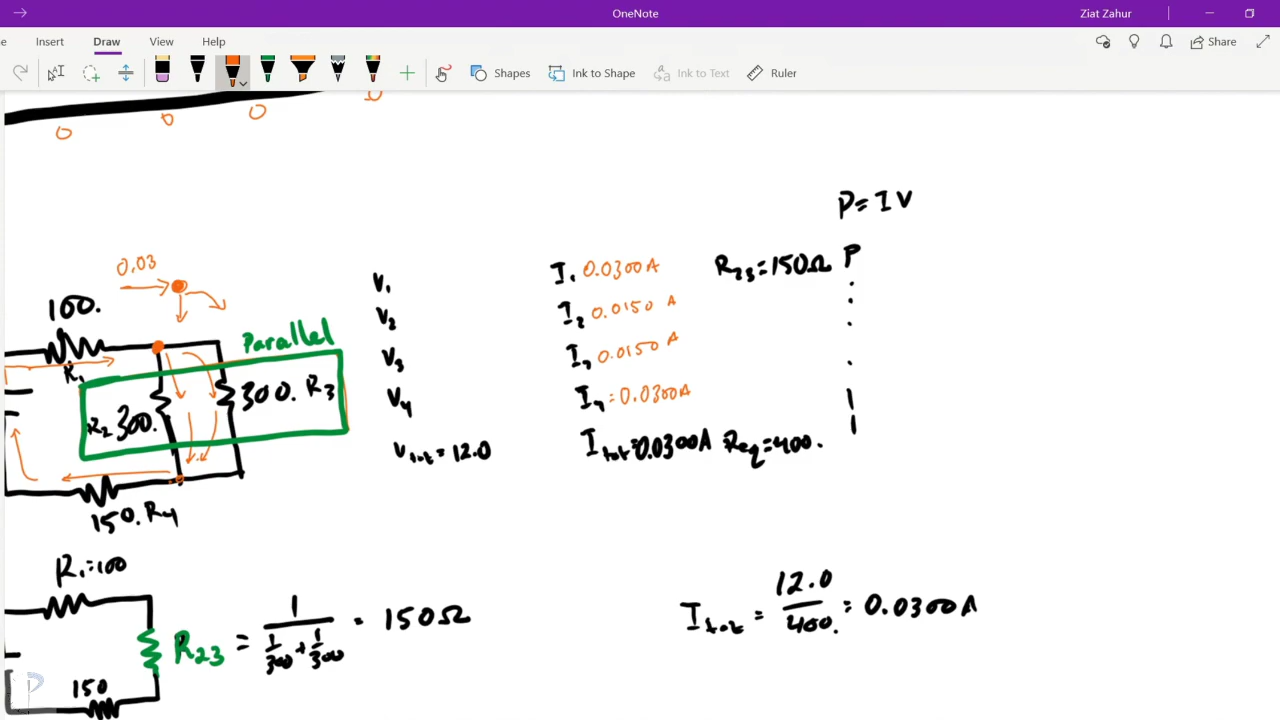 OneNote
Ziat Zahur
Insert Draw View Help
Share
Shapes
Ink to Shape
Ink to Text
Ruler
P=IV
0.03
100.
R1
Parallel
R2 300.
300. R3
150. R4
V1
V2
V3
V4
Vtot = 12.0
I1 0.0300A
I2 0.0150 A
I3 0.0150 A
I4 = 0.0300A
Itot=0.0300A
R23=150Ω
P
Req=400.
R1=100
R23 = 1 / (1/300 + 1/300) = 150Ω
150
Itot = 12.0 / 400. = 0.0300A